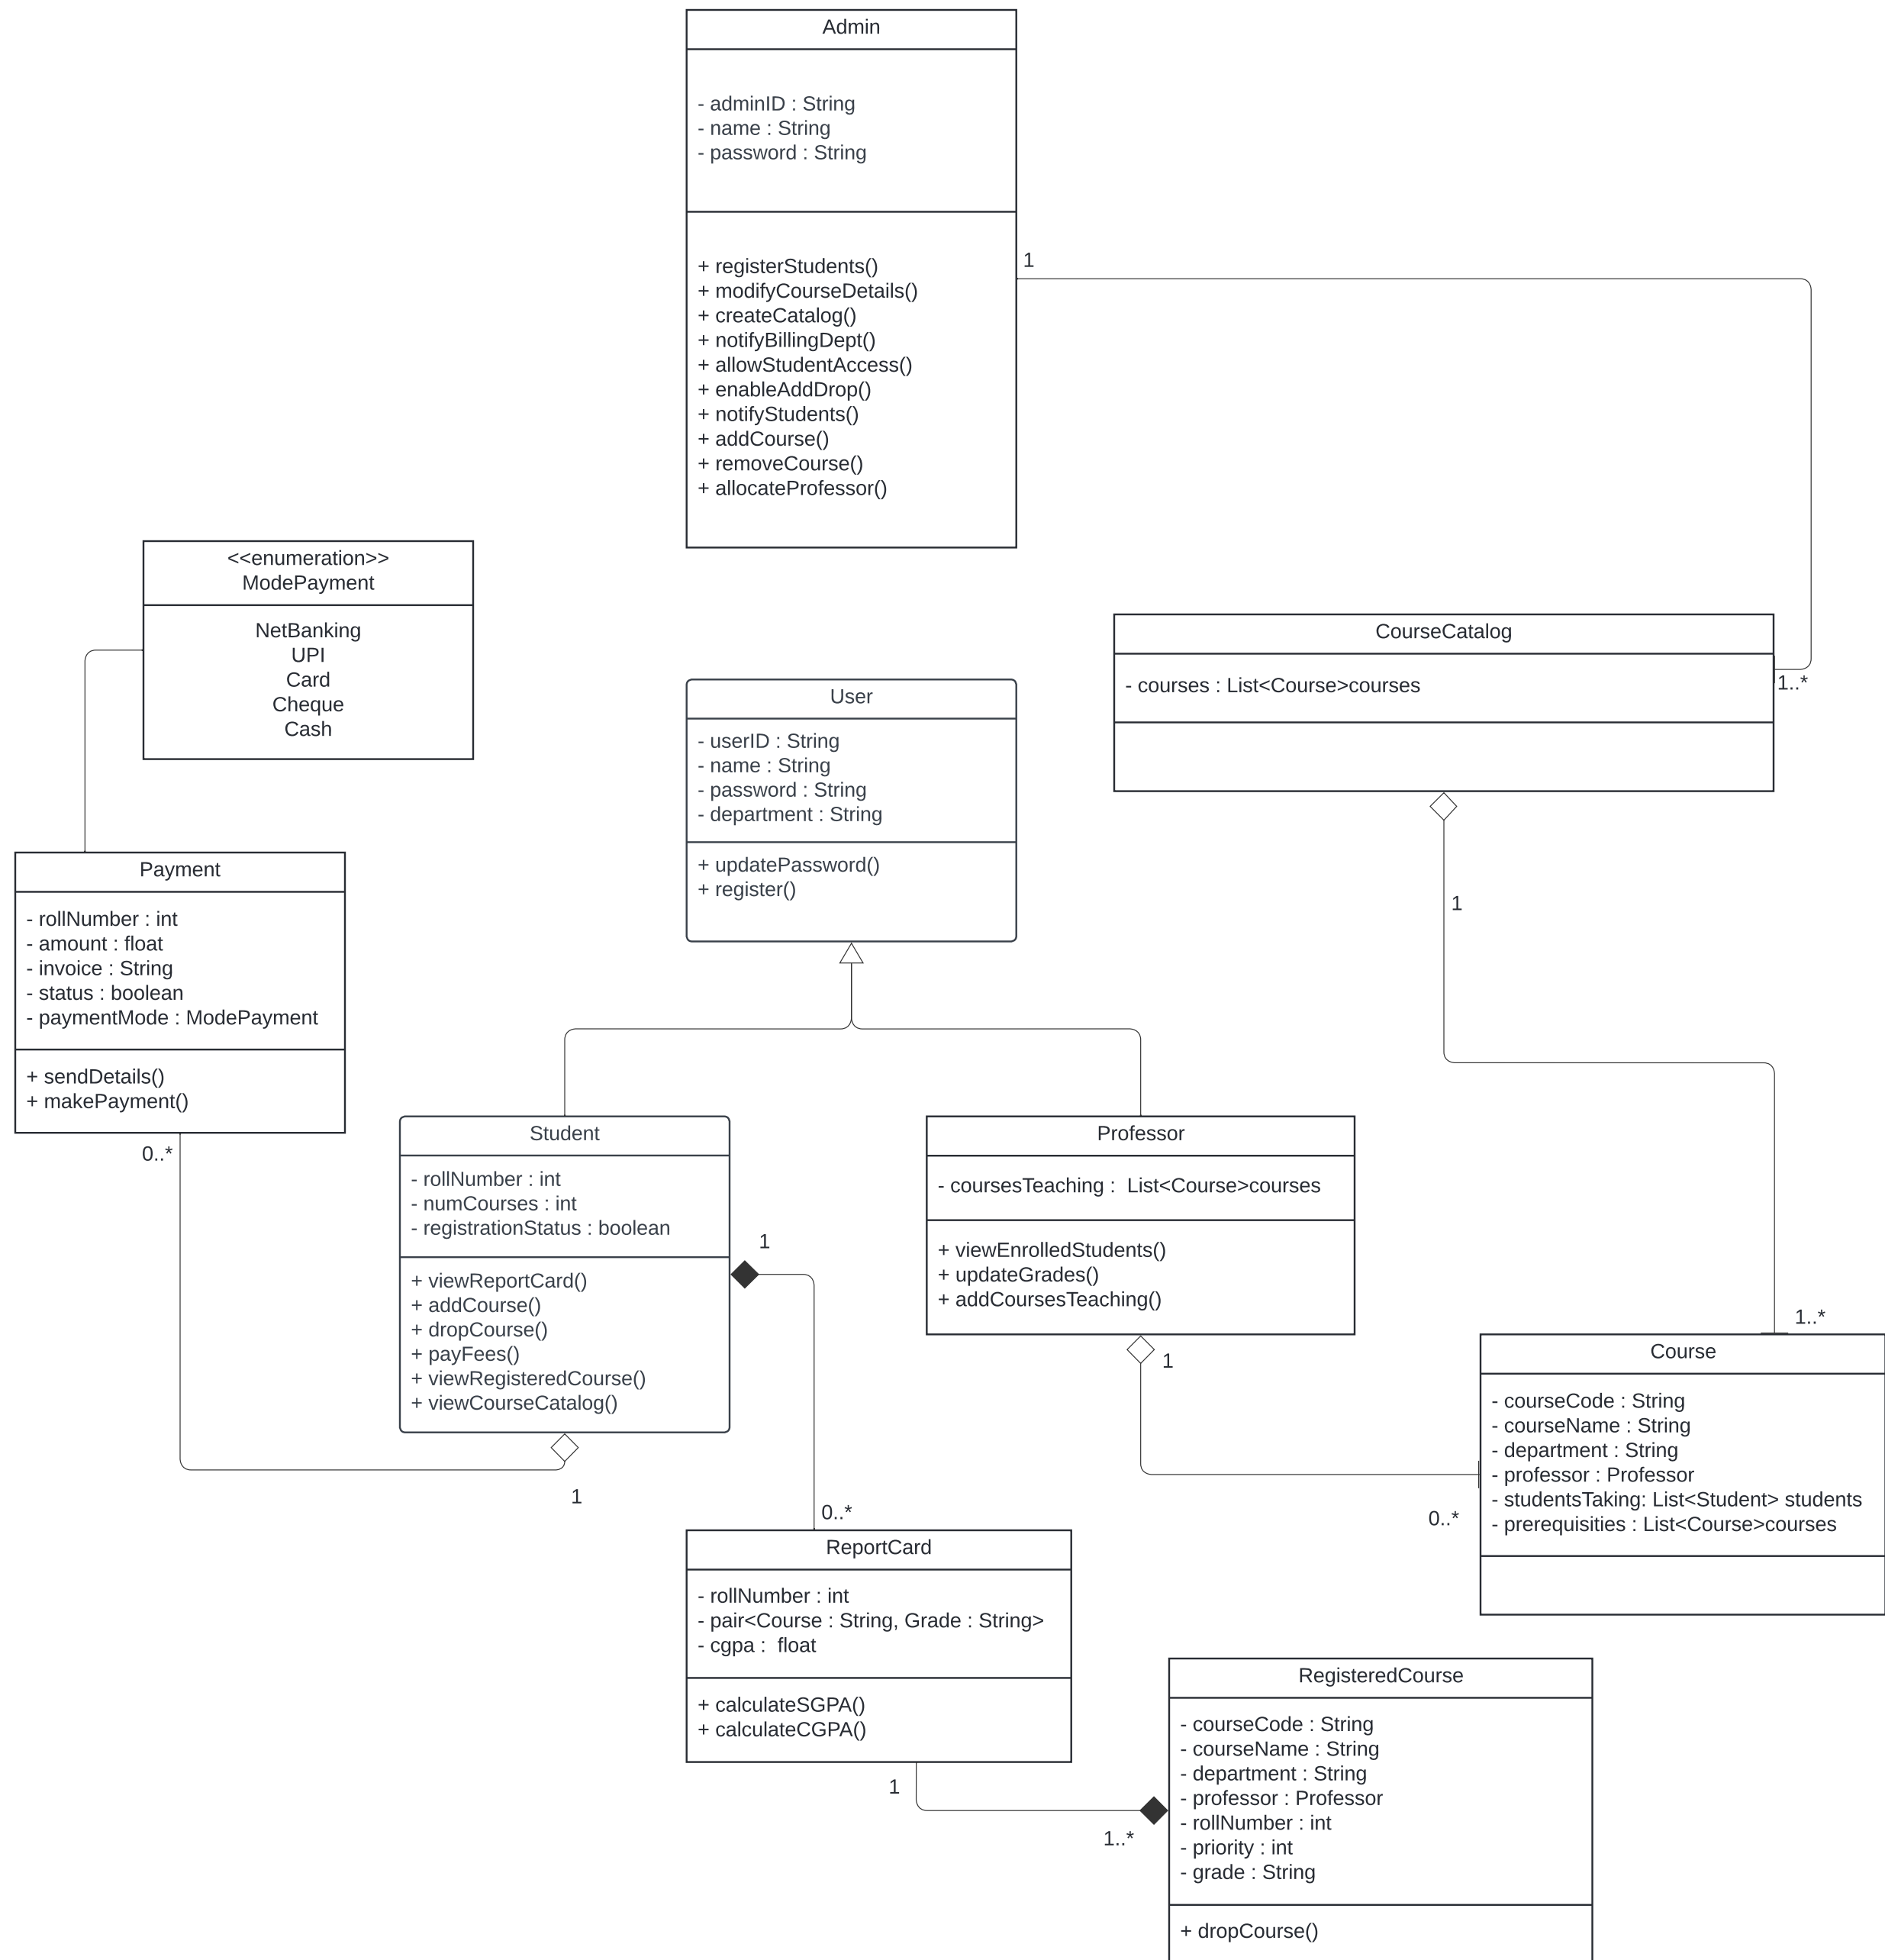 Admin
- adminID : String
- name : String
- password : String
+ registerStudents()
+ modifyCourseDetails()
+ createCatalog()
+ notifyBillingDept()
+ allowStudentAccess()
+ enableAddDrop()
+ notifyStudents()
+ addCourse()
+ removeCourse()
+ allocateProfessor()
1
1..*
<<enumeration>>
ModePayment
NetBanking
UPI
Card
Cheque
Cash
CourseCatalog
- courses : List<Course>courses
1
1..*
User
- userID : String
- name : String
- password : String
- department : String
+ updatePassword()
+ register()
Payment
- rollNumber : int
- amount : float
- invoice : String
- status : boolean
- paymentMode : ModePayment
+ sendDetails()
+ makePayment()
0..*
1
Student
- rollNumber : int
- numCourses : int
- registrationStatus : boolean
+ viewReportCard()
+ addCourse()
+ dropCourse()
+ payFees()
+ viewRegisteredCourse()
+ viewCourseCatalog()
1
0..*
Professor
- coursesTeaching :  List<Course>courses
+ viewEnrolledStudents()
+ updateGrades()
+ addCoursesTeaching()
1
0..*
Course
- courseCode : String
- courseName : String
- department : String
- professor : Professor
- studentsTaking: List<Student> students
- prerequisities : List<Course>courses
ReportCard
- rollNumber : int
- pair<Course : String, Grade : String>
- cgpa :  float
+ calculateSGPA()
+ calculateCGPA()
1
1..*
RegisteredCourse
- courseCode : String
- courseName : String
- department : String
- professor : Professor
- rollNumber : int
- priority : int
- grade : String
+ dropCourse()